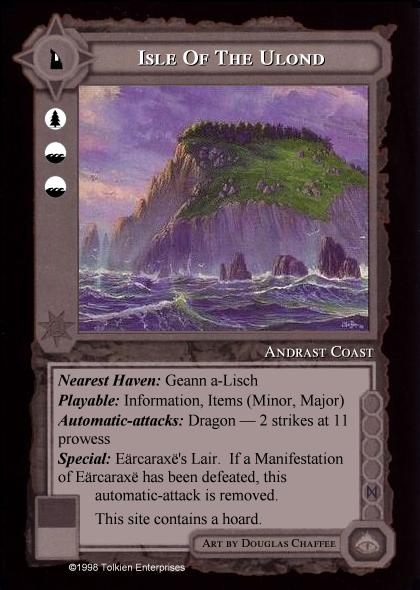 Isle Of The Ulond
Andrast Coast
Nearest Haven: Geann a-Lisch
Playable: Information, Items (Minor, Major)
Automatic-attacks: Dragon — 2 strikes at 11
prowess
Special: Eärcaraxë's Lair. If a Manifestation
of Eärcaraxë has been defeated, this
automatic-attack is removed.
This site contains a hoard.
Art by Douglas Chaffee
©1998 Tolkien Enterprises